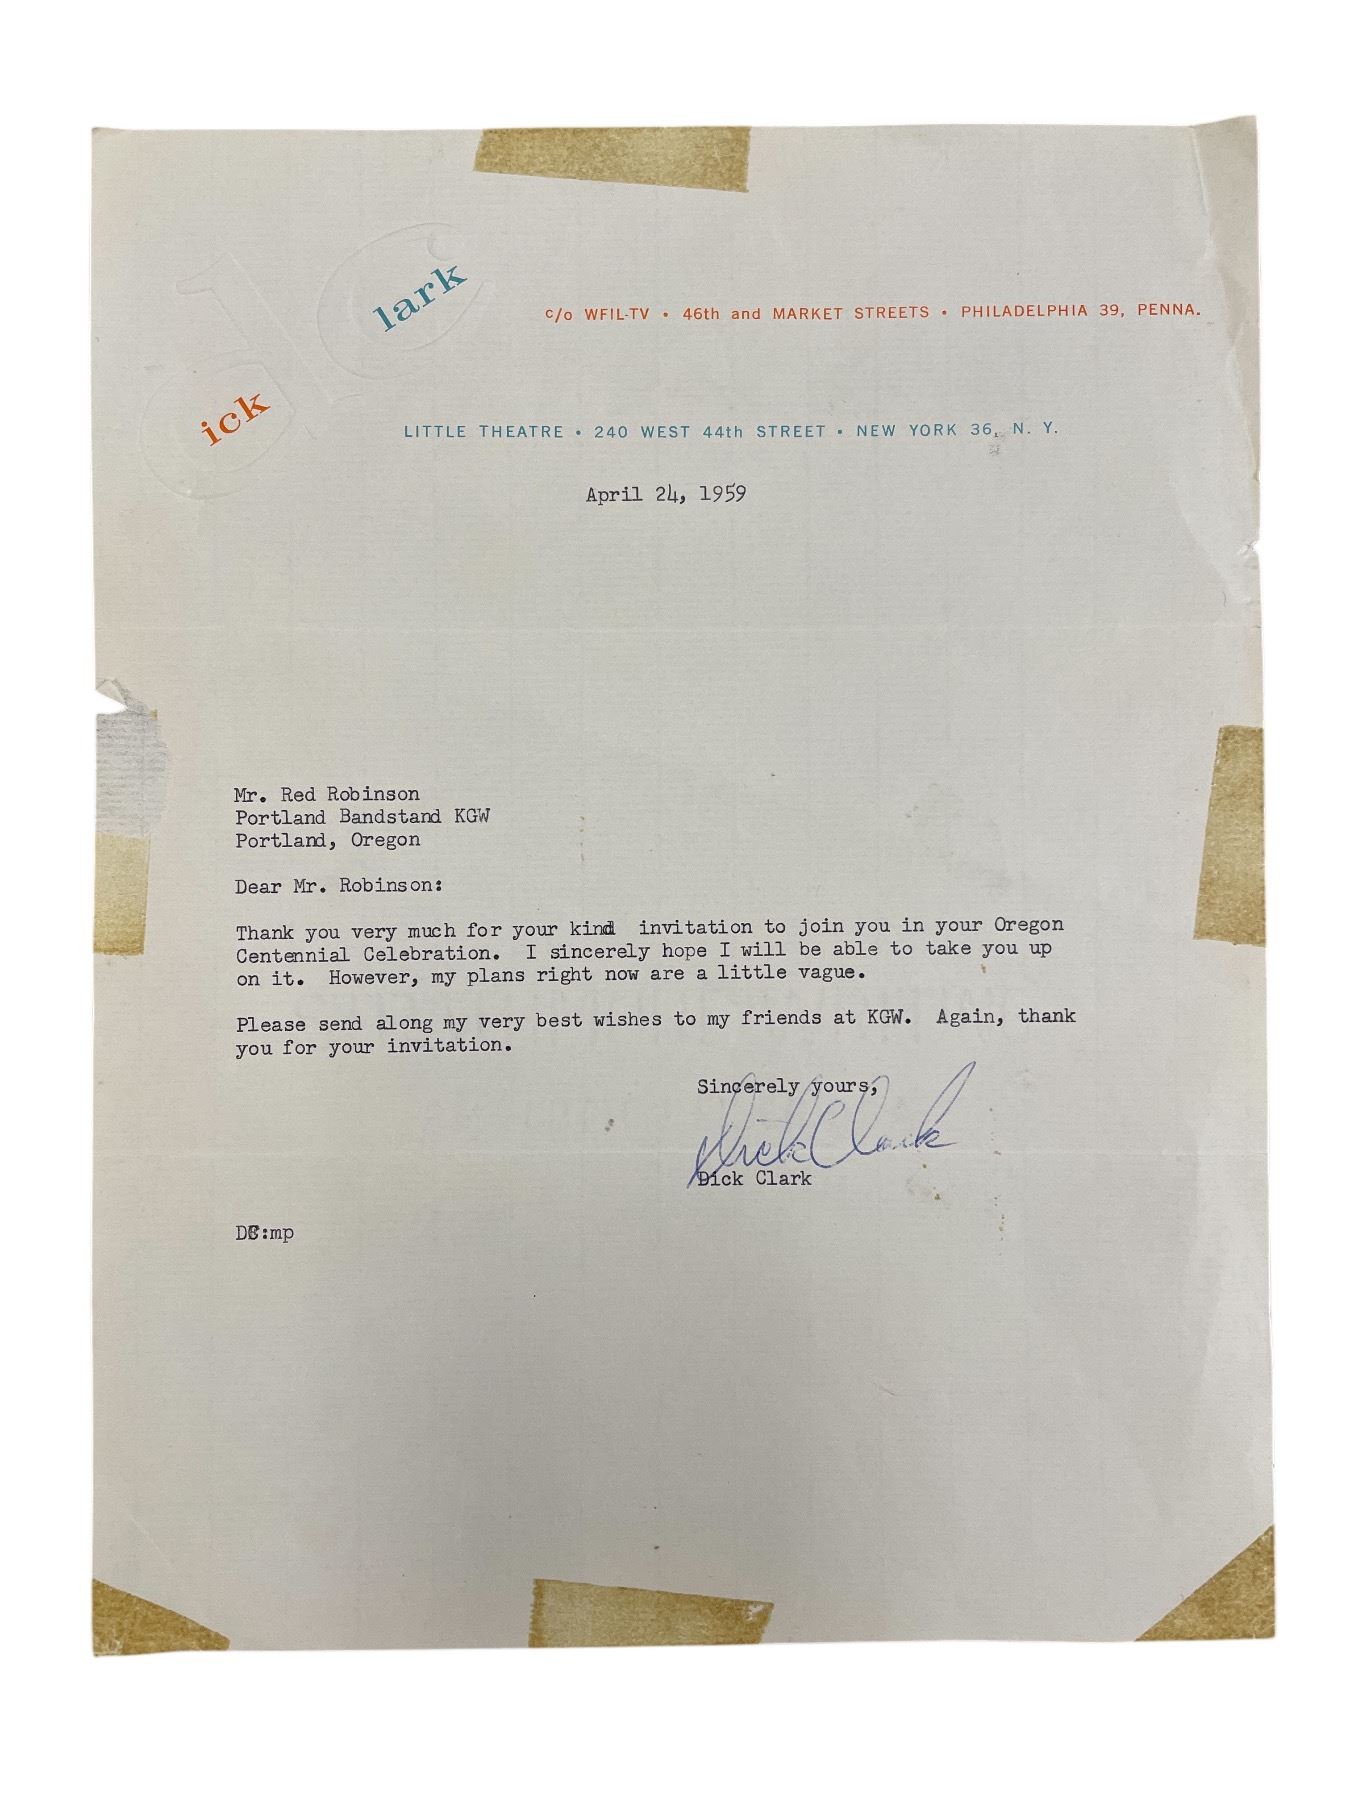 dick
Clark
c/o WFIL-TV • 46th and MARKET STREETS • PHILADELPHIA 39, PENNA.
LITTLE THEATRE • 240 WEST 44th STREET • NEW YORK 36, N. Y.
April 24, 1959
Mr. Red Robinson
Portland Bandstand KGW
Portland, Oregon
Dear Mr. Robinson:
Thank you very much for your kind invitation to join you in your Oregon
Centennial Celebration. I sincerely hope I will be able to take you up
on it. However, my plans right now are a little vague.
Please send along my very best wishes to my friends at KGW. Again, thank
you for your invitation.
Sincerely yours,
Dick Clark
Dick Clark
DC:mp